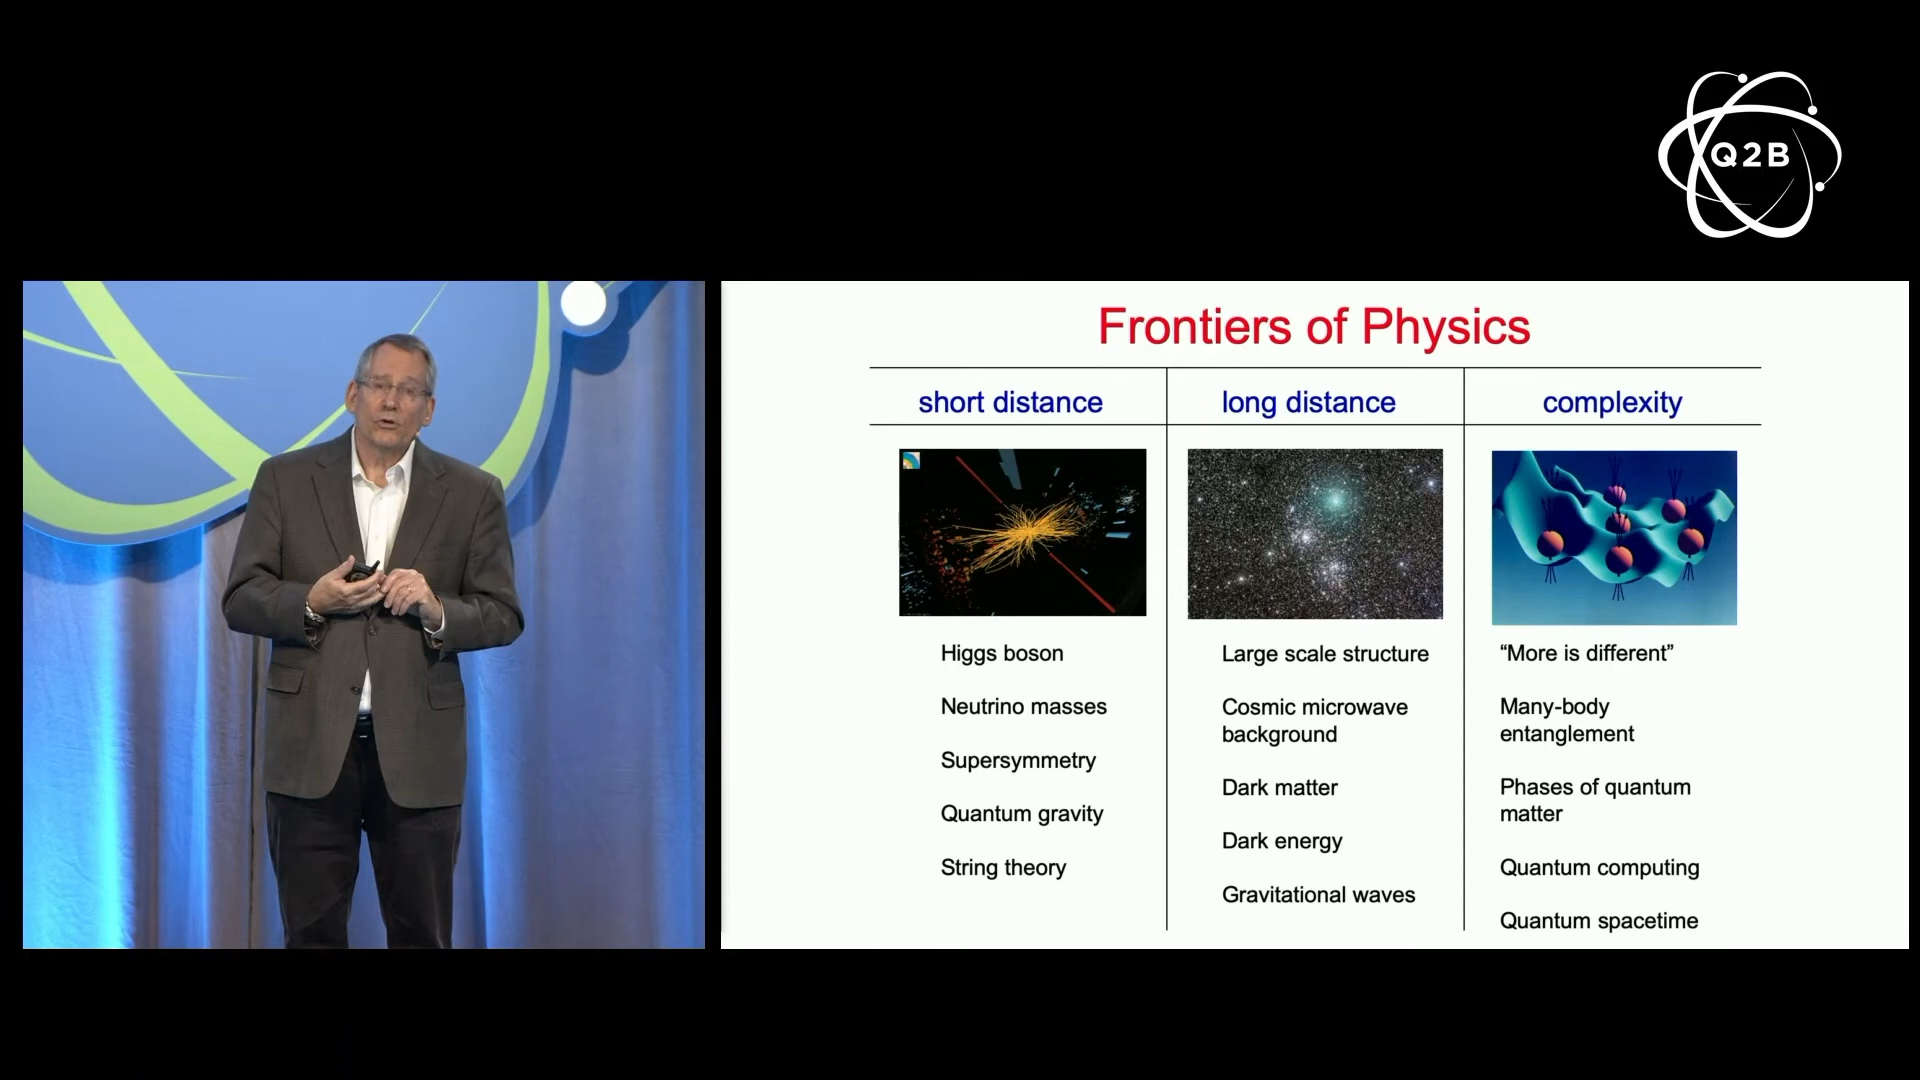 Q2B
Frontiers of Physics
short distance
long distance
complexity
Higgs boson
Neutrino masses
Supersymmetry
Quantum gravity
String theory
Large scale structure
Cosmic microwave
background
Dark matter
Dark energy
Gravitational waves
“More is different”
Many-body
entanglement
Phases of quantum
matter
Quantum computing
Quantum spacetime